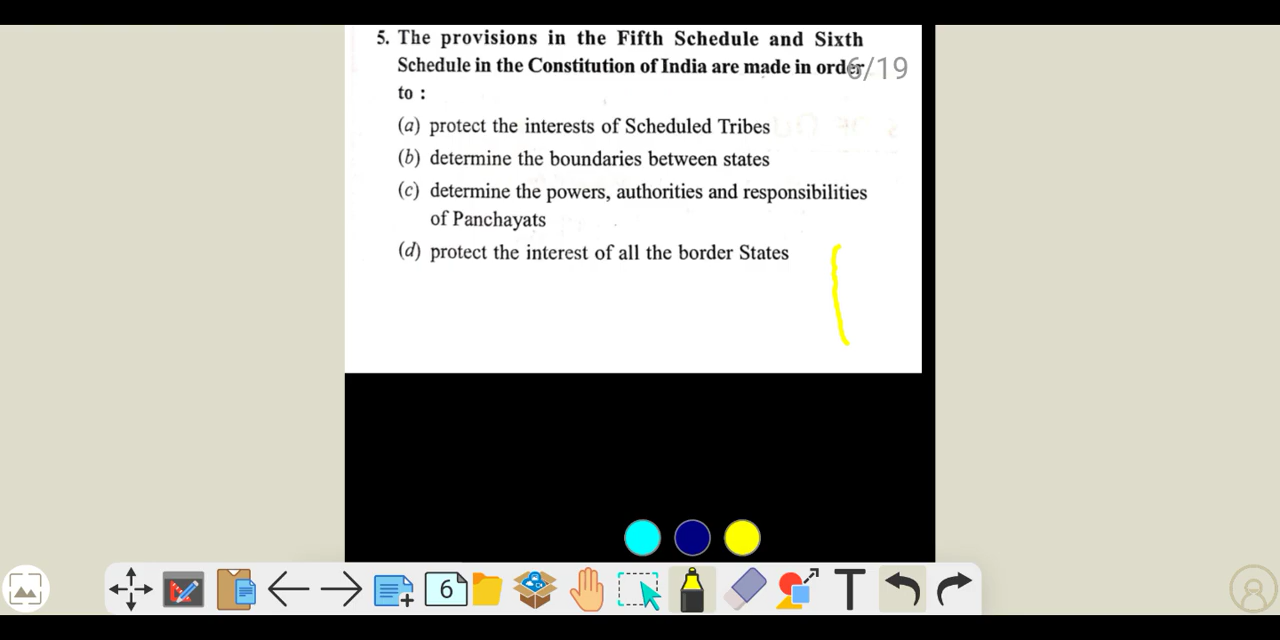 5. The provisions in the Fifth Schedule and Sixth
Schedule in the Constitution of India are made in order
6/19
to :
(a) protect the interests of Scheduled Tribes
(b) determine the boundaries between states
(c) determine the powers, authorities and responsibilities
of Panchayats
(d) protect the interest of all the border States
6
T